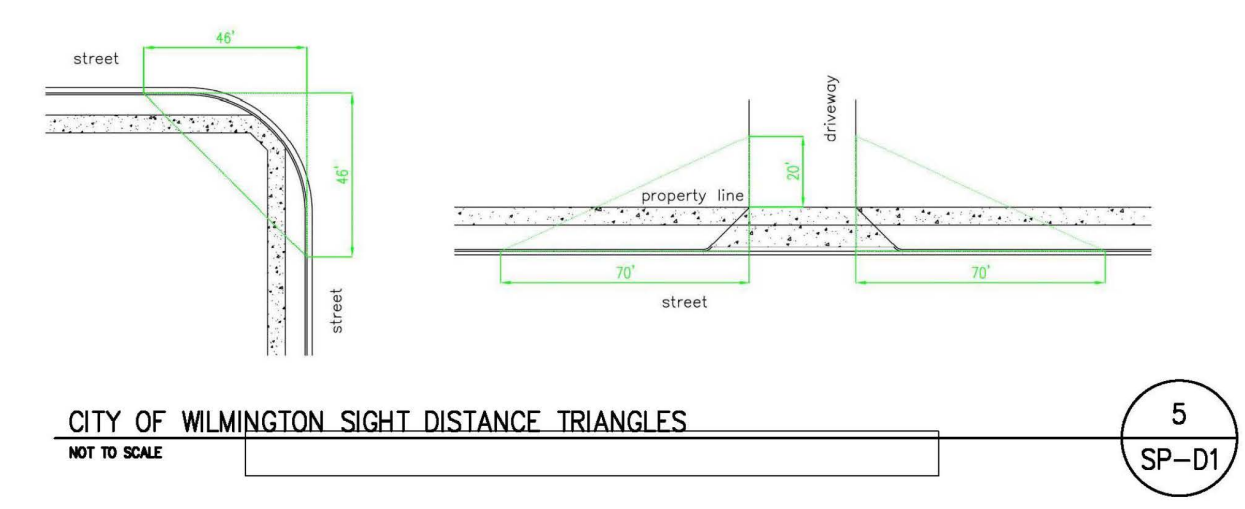 46'
street
46'
street
driveway
20'
property line
70'
70'
street
CITY OF WILMINGTON SIGHT DISTANCE TRIANGLES
NOT TO SCALE
5
SP-D1